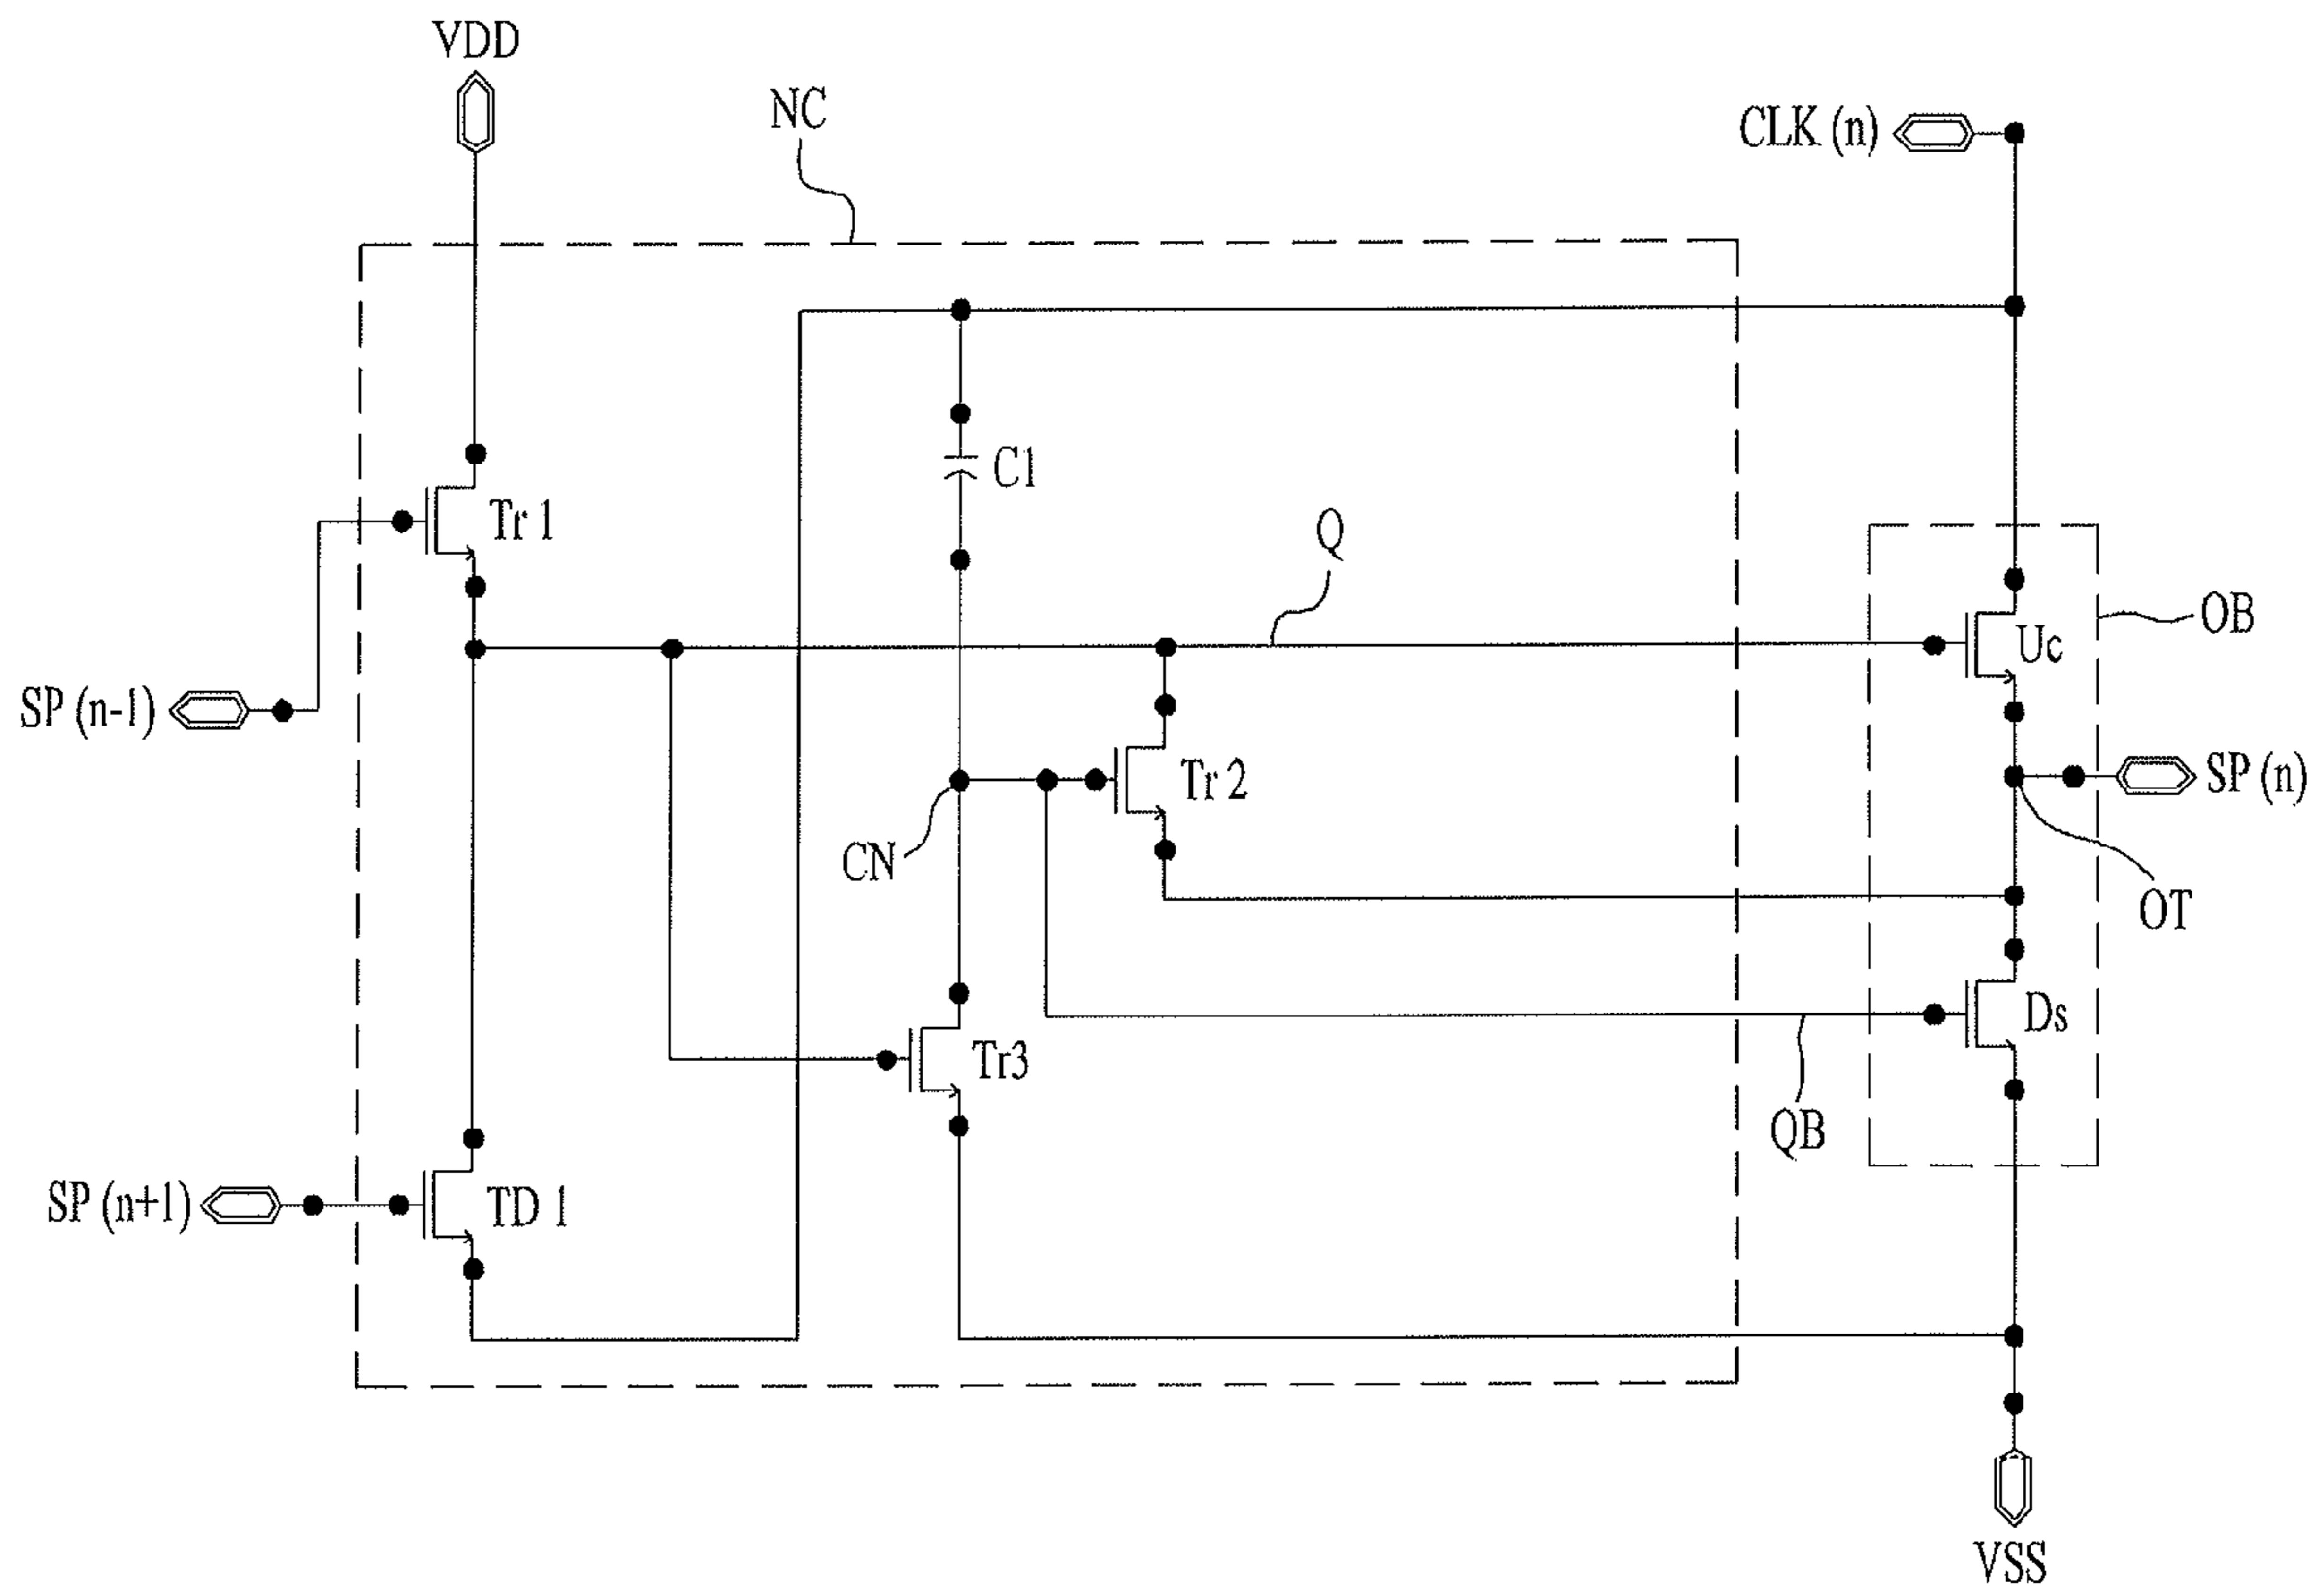 VDD
NC
CLK (n)
C1
Tr 1
Q
OB
Uc
SP (n-1)
Tr 2
SP (n)
CN
OT
Ds
Tr3
QB
SP (n+1)
TD 1
VSS